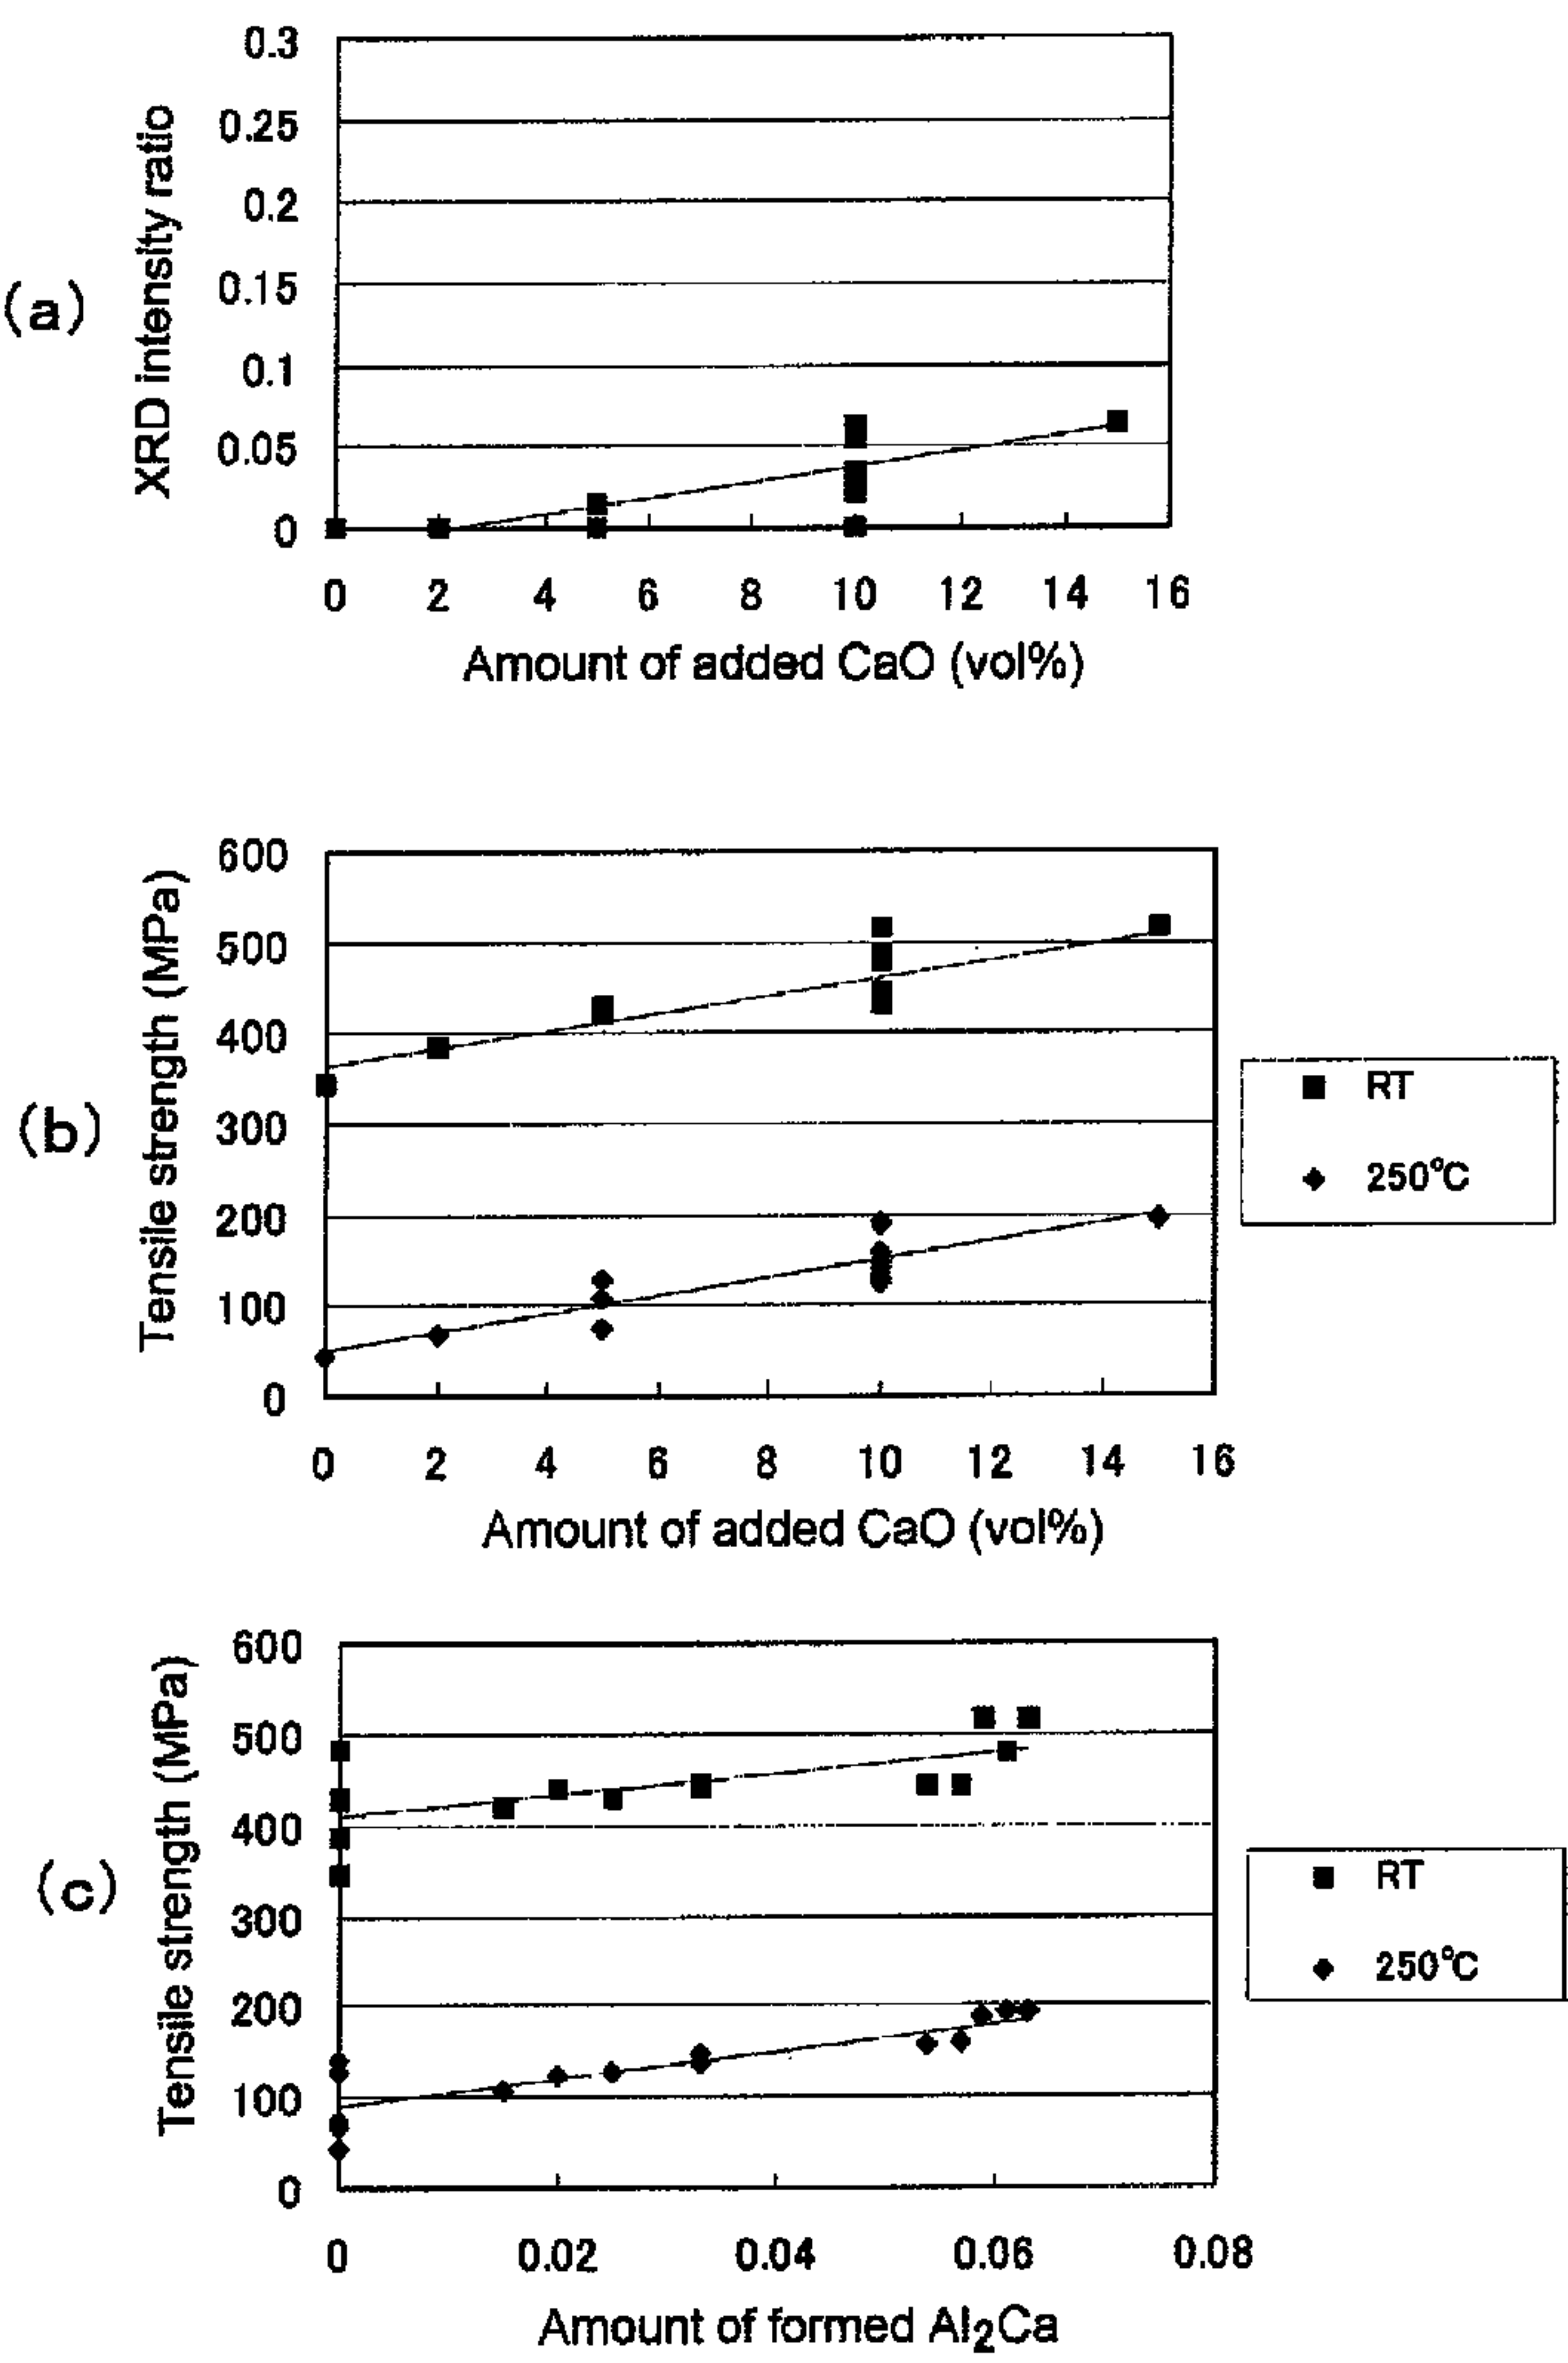 (a)
XRD intensity ratio
0.3
0.25
0.2
0.15
0.1
0.05
0
0 2 4 6 8 10 12 14 16
Amount of added CaO (vol%)
(b)
Tensile strength (MPa)
600
500
400
300
200
100
0
0 2 4 6 8 10 12 14 16
Amount of added CaO (vol%)
RT
250℃
(c)
Tensile strength (MPa)
600
500
400
300
200
100
0
0 0.02 0.04 0.06 0.08
Amount of formed Al₂Ca
RT
250℃